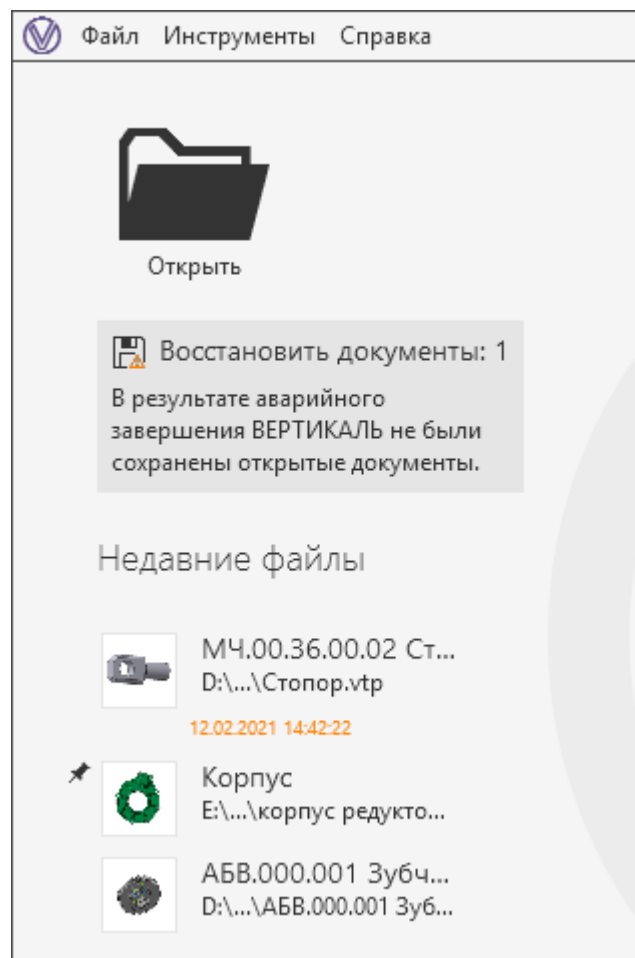 Файл Инструменты Справка
Открыть
Восстановить документы: 1
В результате аварийного
завершения ВЕРТИКАЛЬ не были
сохранены открытые документы.
Недавние файлы
МЧ.00.36.00.02 Ст...
D:\...\Стопор.vtp
12.02.2021 14:42:22
Корпус
E:\...\корпус редукто...
АБВ.000.001 Зубч...
D:\...\АБВ.000.001 Зуб...